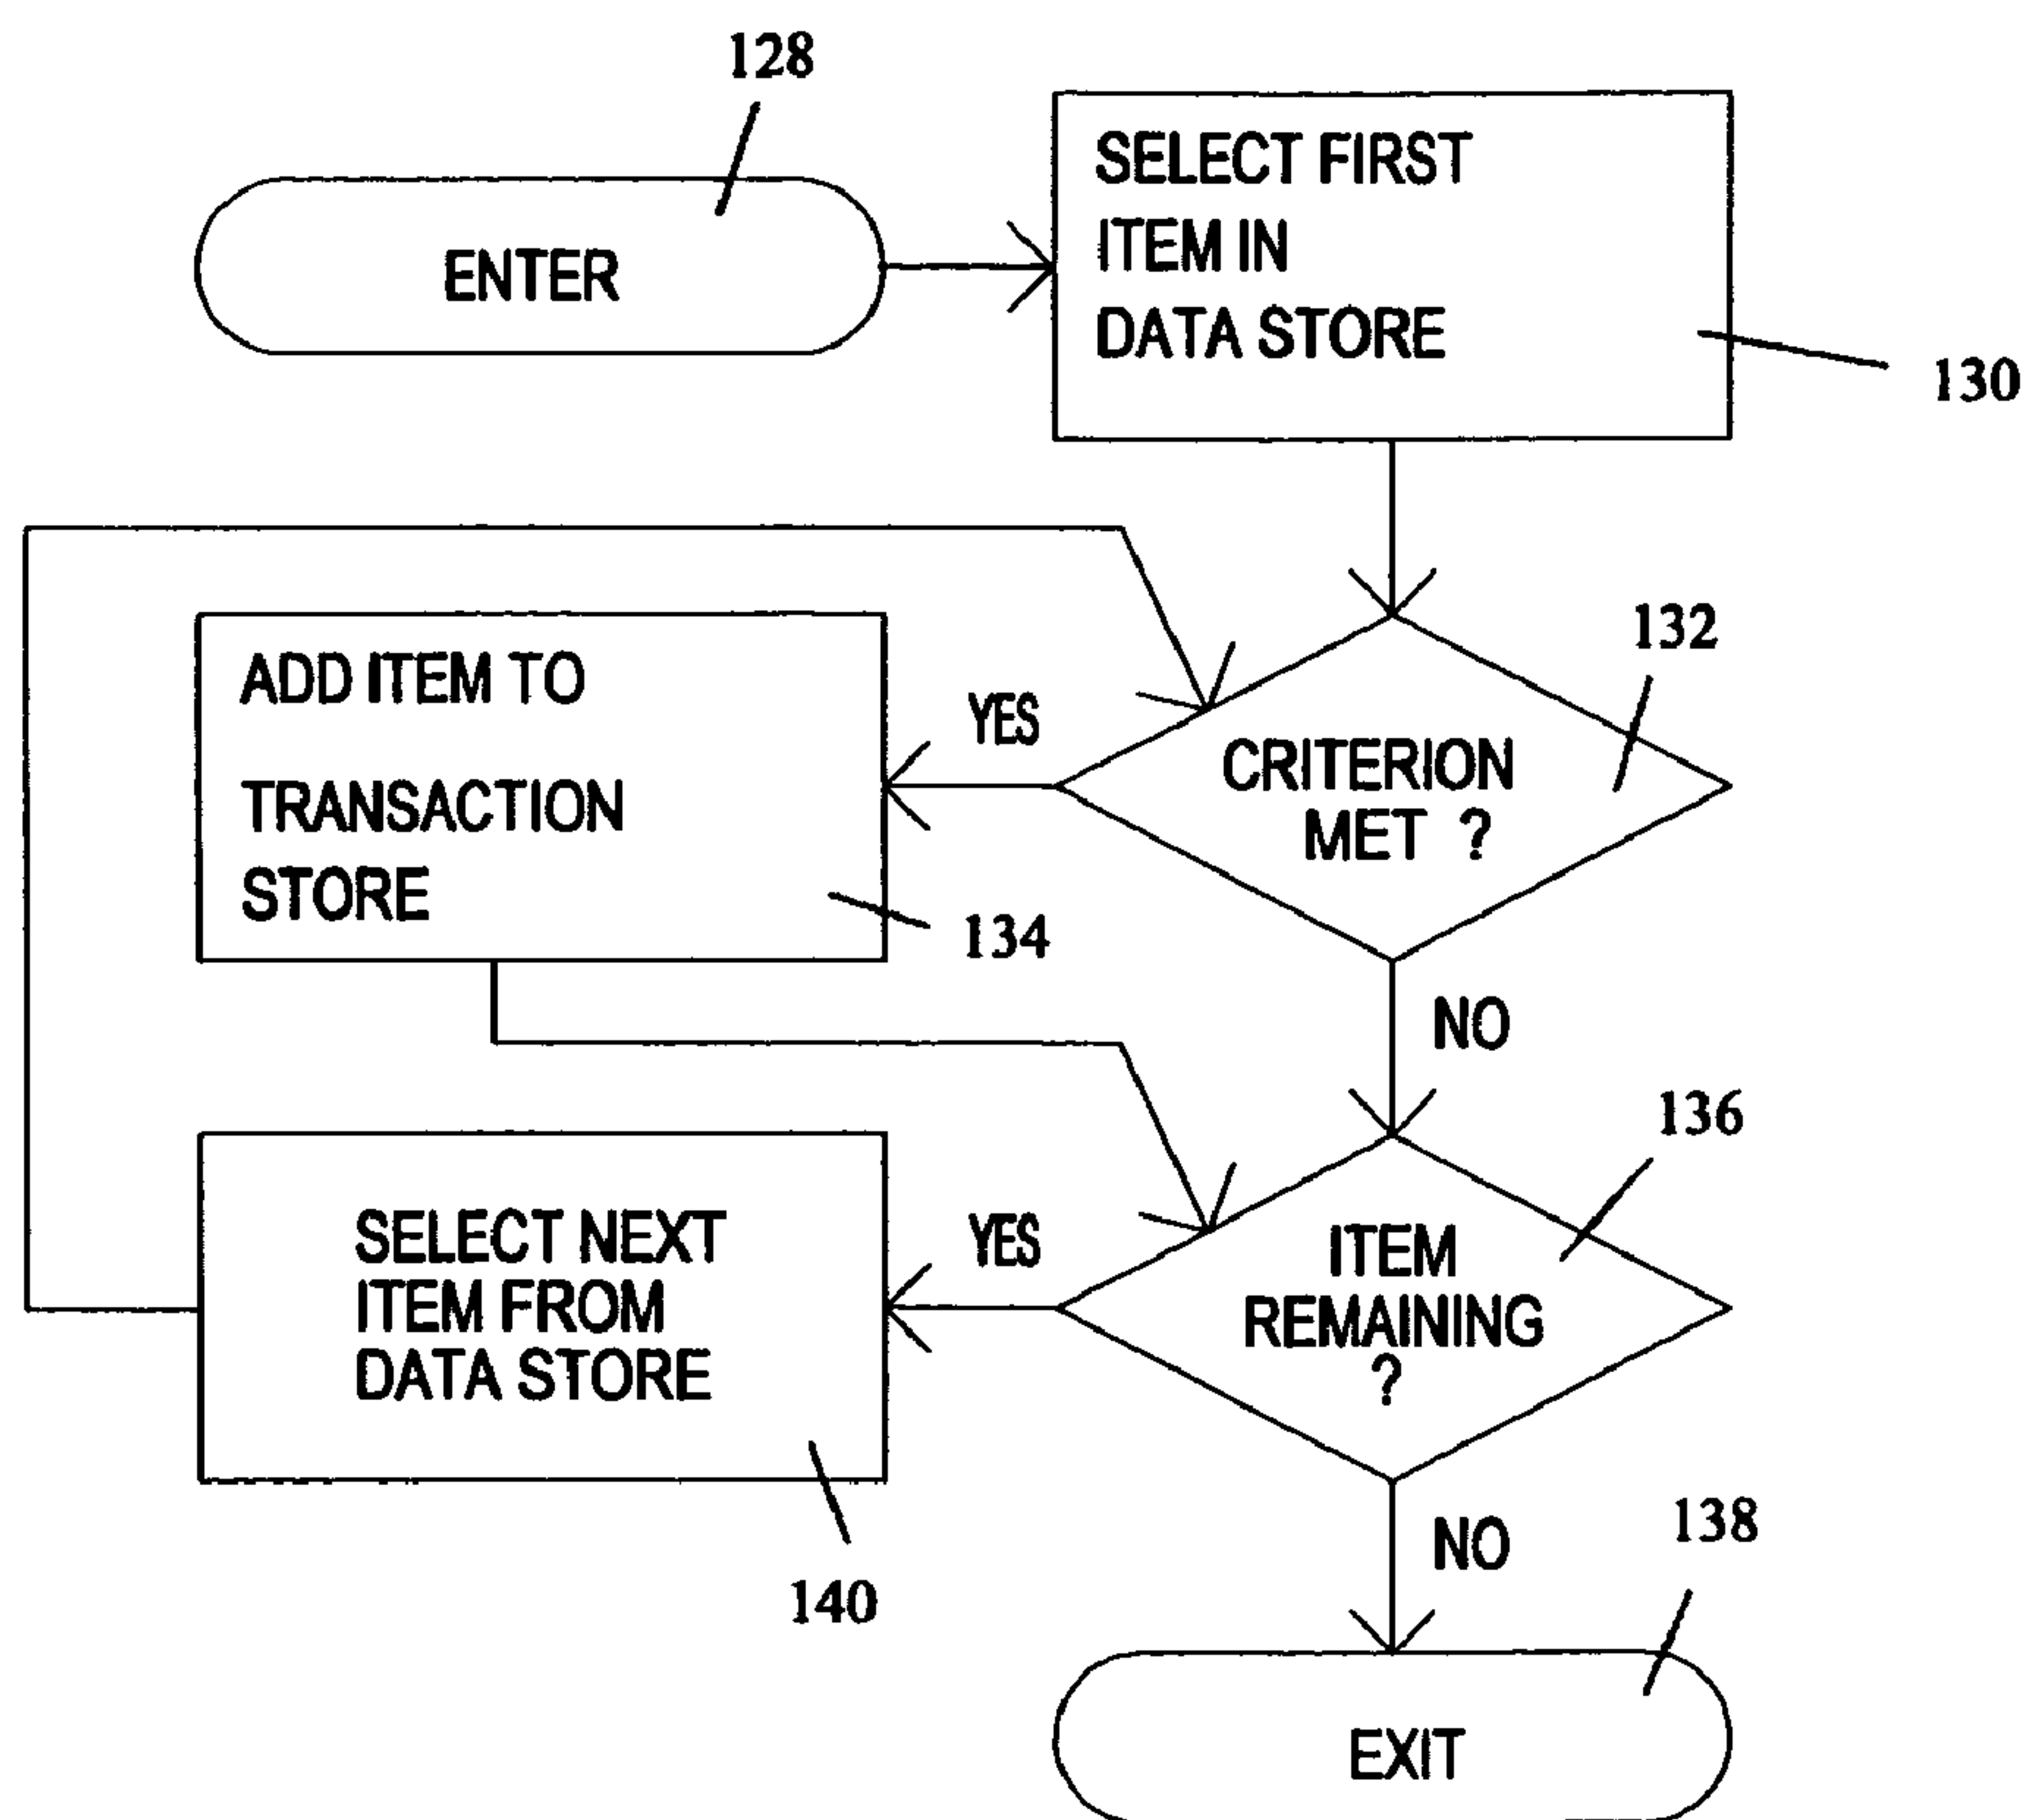 128
ENTER
SELECT FIRST
ITEM IN
DATA STORE
130
132
CRITERION
MET ?
YES
ADD ITEM TO
TRANSACTION
STORE
134
NO
136
ITEM
REMAINING
?
YES
SELECT NEXT
ITEM FROM
DATA STORE
140
NO
138
EXIT